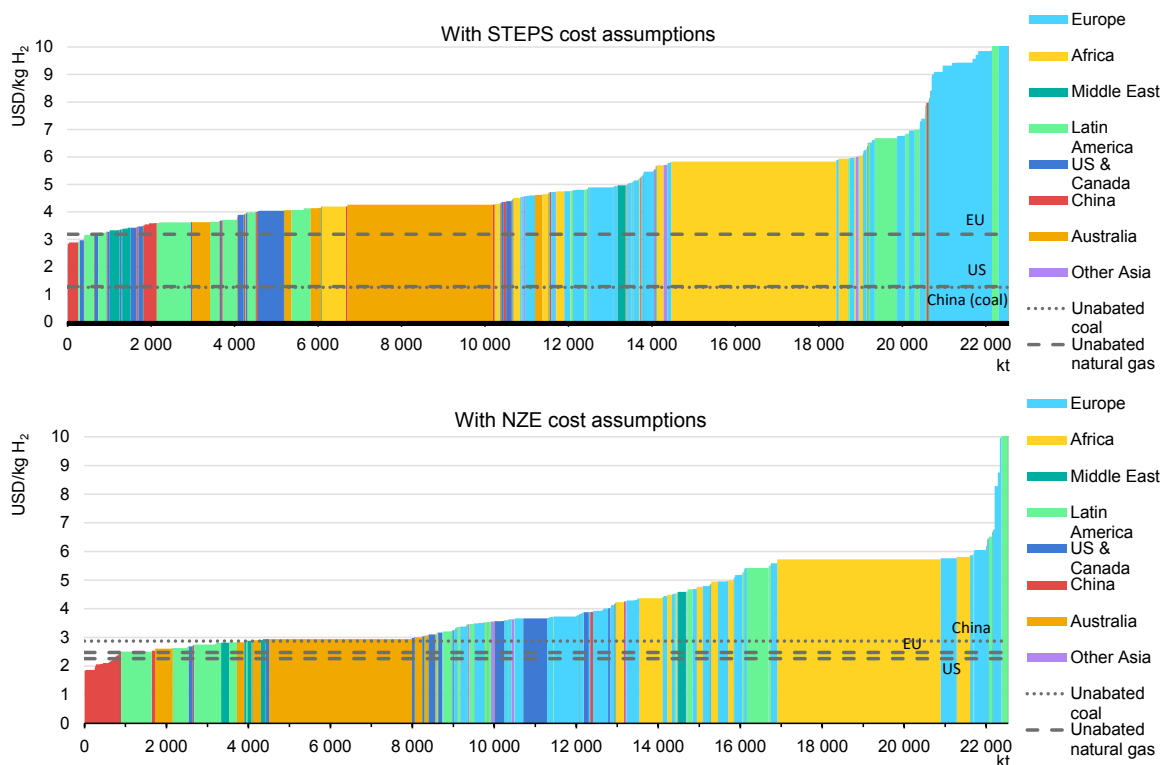 With STEPS cost assumptions
USD/kg H2
10
9
8
7
6
5
4
3
2
1
0
EU
US
China (coal)
0
2 000
4 000
6 000
8 000
10 000
12 000
14 000
16 000
18 000
20 000
22 000
kt
Europe
Africa
Middle East
Latin
America
US &
Canada
China
Australia
Other Asia
Unabated
coal
Unabated
natural gas
With NZE cost assumptions
USD/kg H2
10
9
8
7
6
5
4
3
2
1
0
China
EU
US
0
2 000
4 000
6 000
8 000
10 000
12 000
14 000
16 000
18 000
20 000
22 000
kt
Europe
Africa
Middle East
Latin
America
US &
Canada
China
Australia
Other Asia
Unabated
coal
Unabated
natural gas